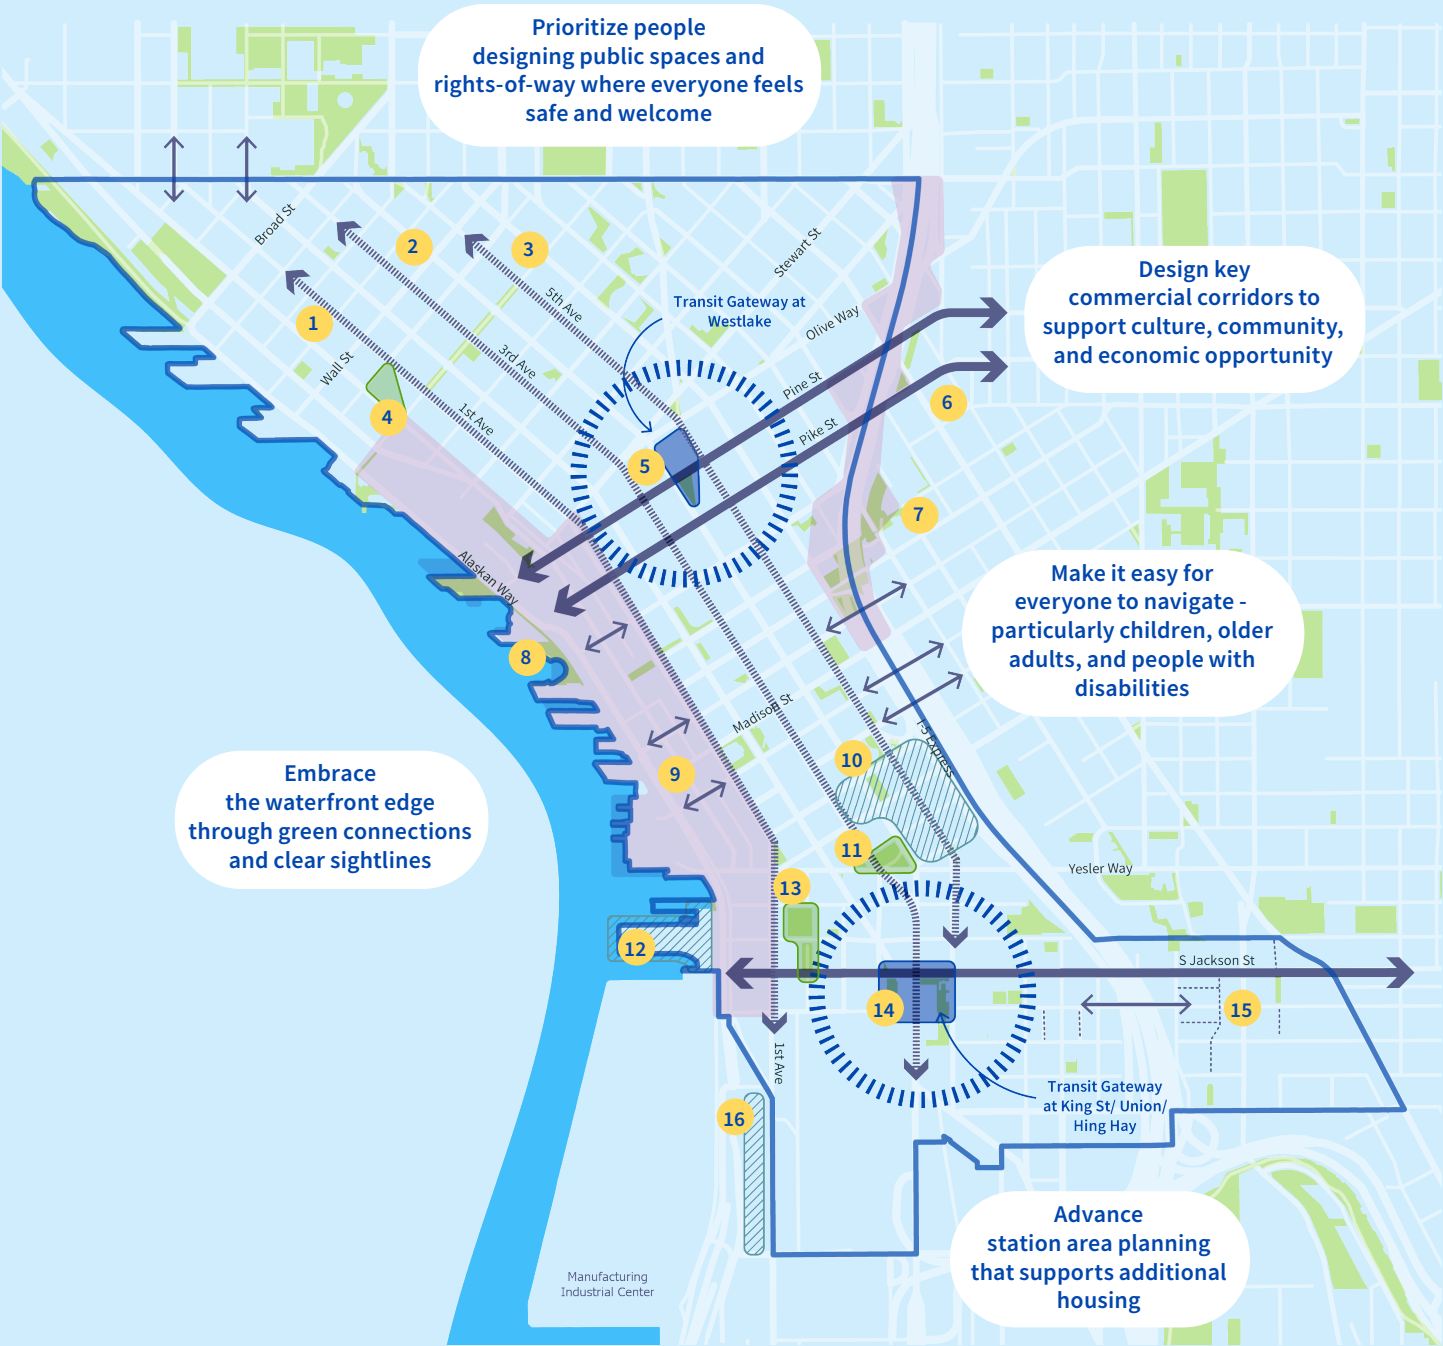 Prioritize people
designing public spaces and
rights-of-way where everyone feels
safe and welcome
Broad St
2
3
Stewart St
Design key
commercial corridors to
support culture, community,
and economic opportunity
1
5th Ave
Transit Gateway at
Westlake
Olive Way
Wall St
3rd Ave
Pine St
4
1st Ave
Pike St
6
5
7
Alaskan Way
Make it easy for
everyone to navigate -
particularly children, older
adults, and people with
disabilities
8
Madison St
I-5 Express
Embrace
the waterfront edge
through green connections
and clear sightlines
9
10
11
Yesler Way
13
12
S Jackson St
14
15
1st Ave
Transit Gateway
at King St/ Union/
Hing Hay
16
Advance
station area planning
that supports additional
housing
Manufacturing
Industrial Center